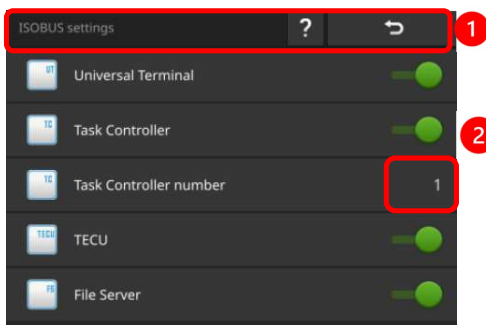 ISOBUS settings ? 1
UT Universal Terminal
TC Task Controller 2
TC Task Controller number 1
TECU TECU
FS File Server